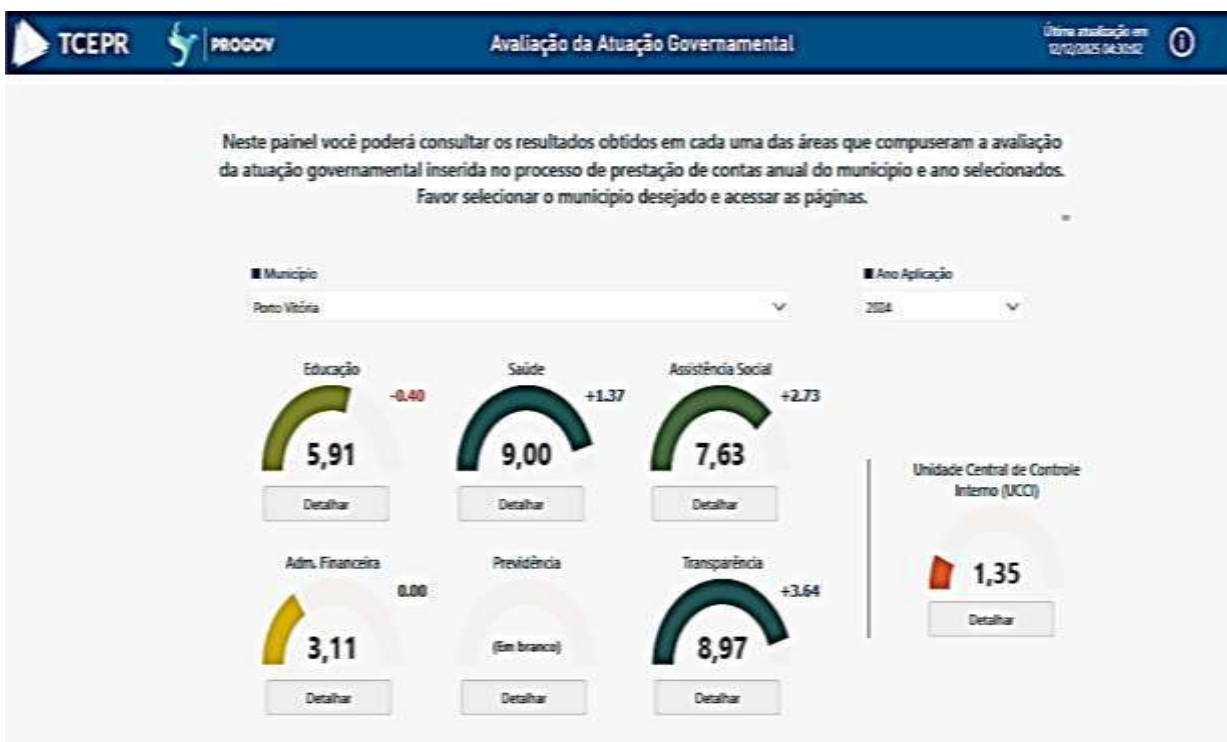 TCEPR
PROGOV
Avaliação da Atuação Governamental
Última atualização em
12/12/2025 04:30:02
Neste painel você poderá consultar os resultados obtidos em cada uma das áreas que compuseram a avaliação
da atuação governamental inserida no processo de prestação de contas anual do município e ano selecionados.
Favor selecionar o município desejado e acessar as páginas.
Município
Ano Aplicação
Porto Vitória
2024
Educação
Saúde
Assistência Social
-0.40
+1.37
+2.73
5,91
9,00
7,63
Detalhar
Detalhar
Detalhar
Unidade Central de Controle
Interno (UCCI)
1,35
Detalhar
Adm. Financeira
Previdência
Transparência
0.00
+3.64
3,11
(Em branco)
8,97
Detalhar
Detalhar
Detalhar